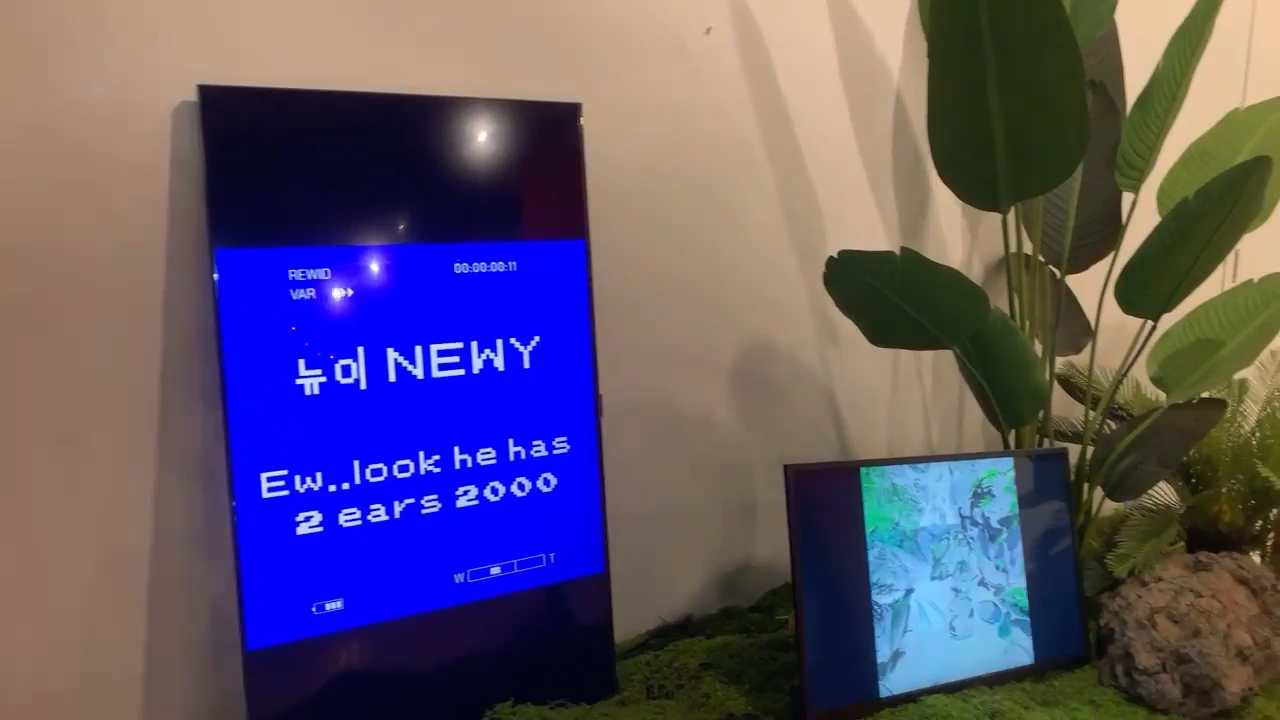 REWID 00:00:00:11
VAR
뉴이 NEWY
Ew..look he has
2 ears 2000
W T